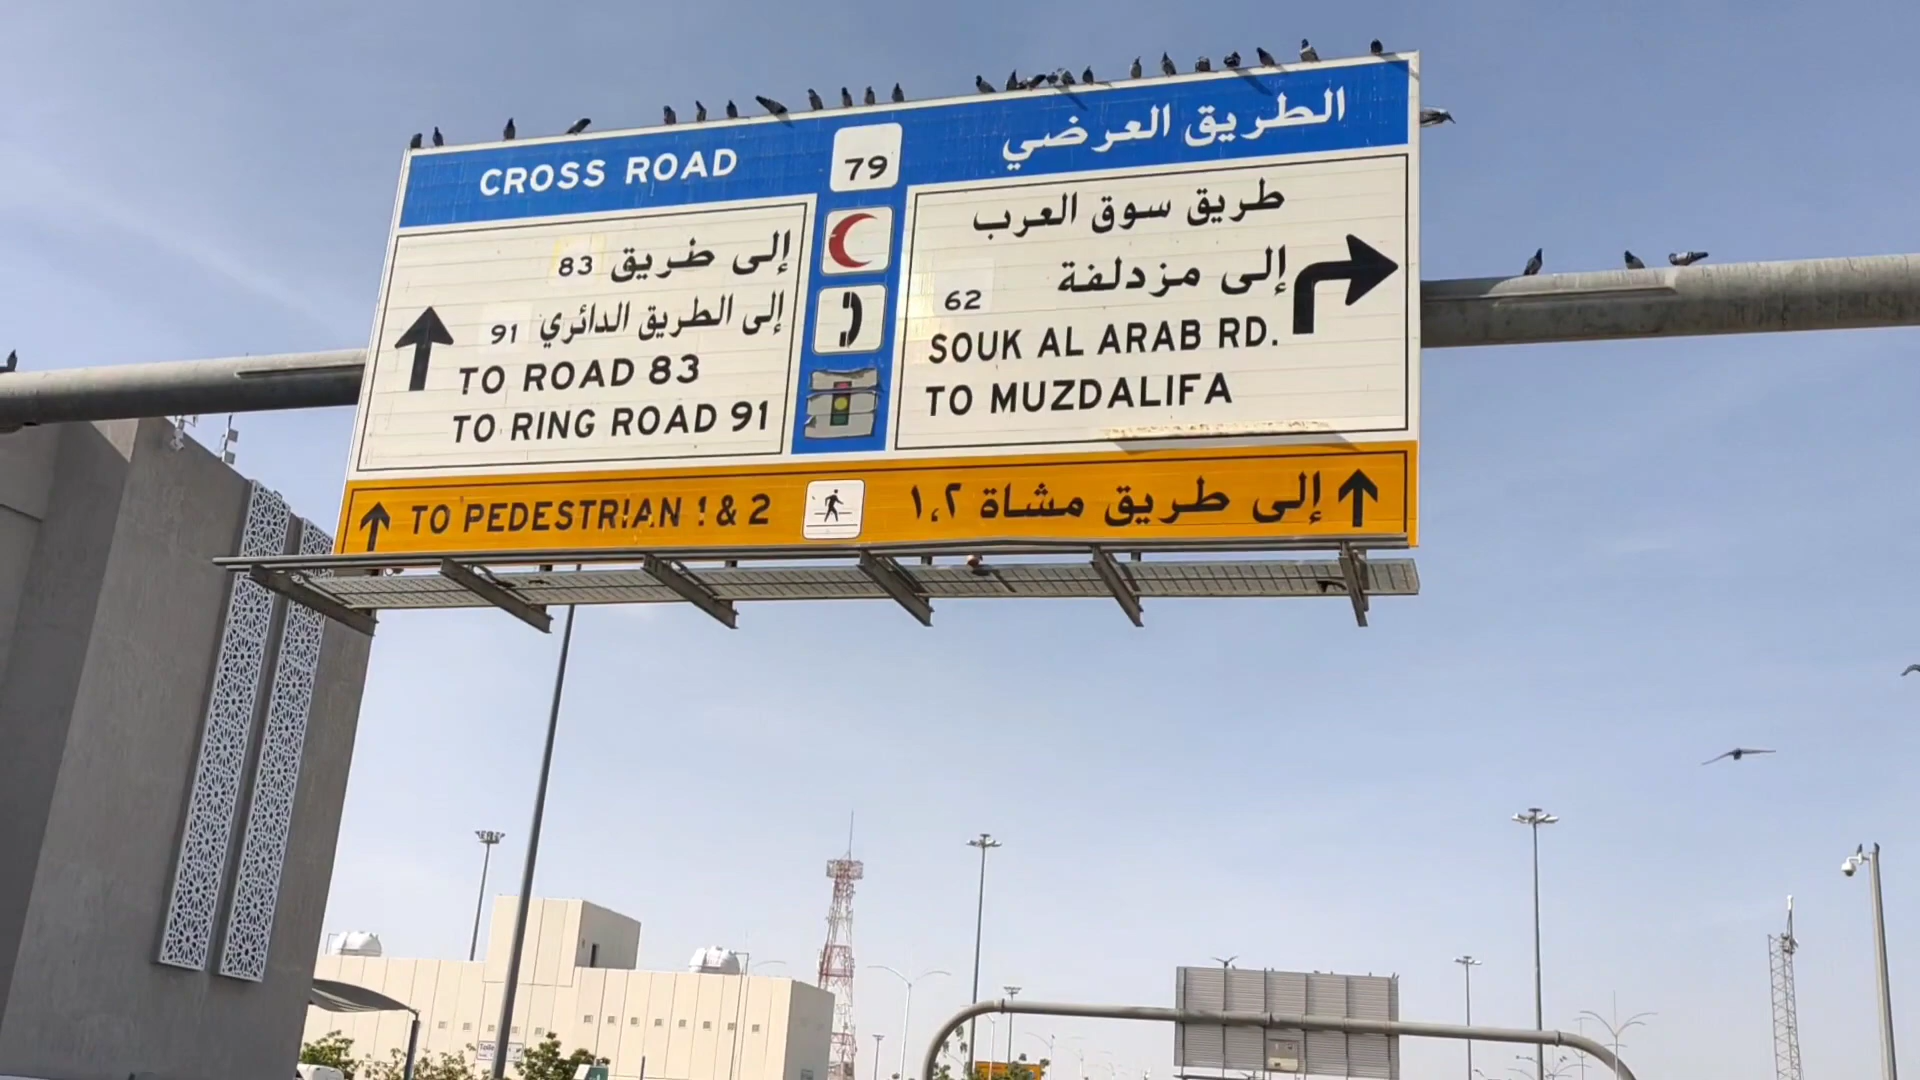 CROSS ROAD
79
الطريق العرضي
إلى طريق 83
إلى الطريق الدائري 91
TO ROAD 83
TO RING ROAD 91
طريق سوق العرب
إلى مزدلفة
62
SOUK AL ARAB RD.
TO MUZDALIFA
TO PEDESTRIAN 1 & 2
إلى طريق مشاة ١،٢